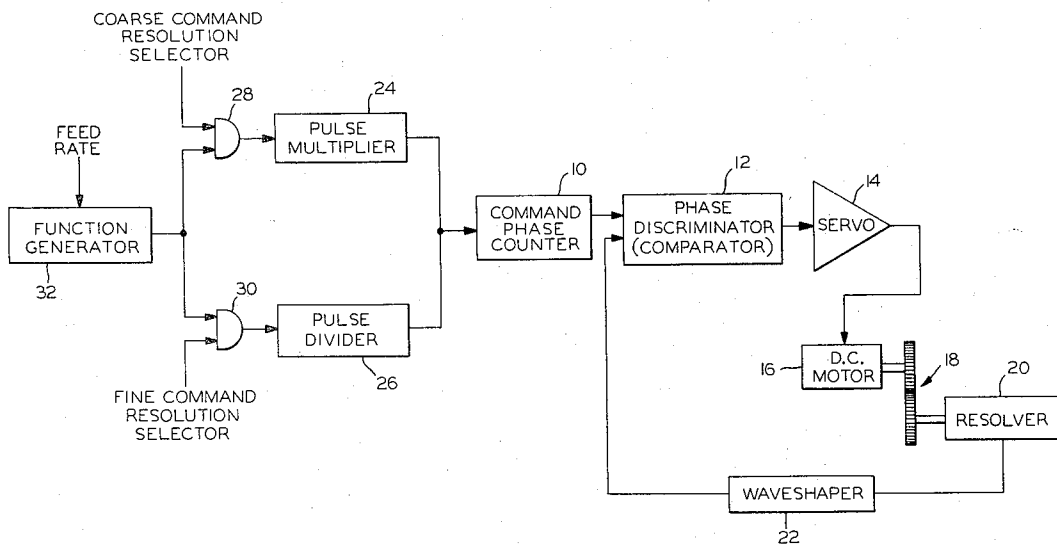 COARSE COMMAND
RESOLUTION
SELECTOR
28
24
PULSE
MULTIPLIER
FEED
RATE
FUNCTION
GENERATOR
32
10
COMMAND
PHASE
COUNTER
12
PHASE
DISCRIMINATOR
(COMPARATOR)
14
SERVO
30
PULSE
DIVIDER
26
FINE COMMAND
RESOLUTION
SELECTOR
16
D.C.
MOTOR
18
20
RESOLVER
WAVESHAPER
22